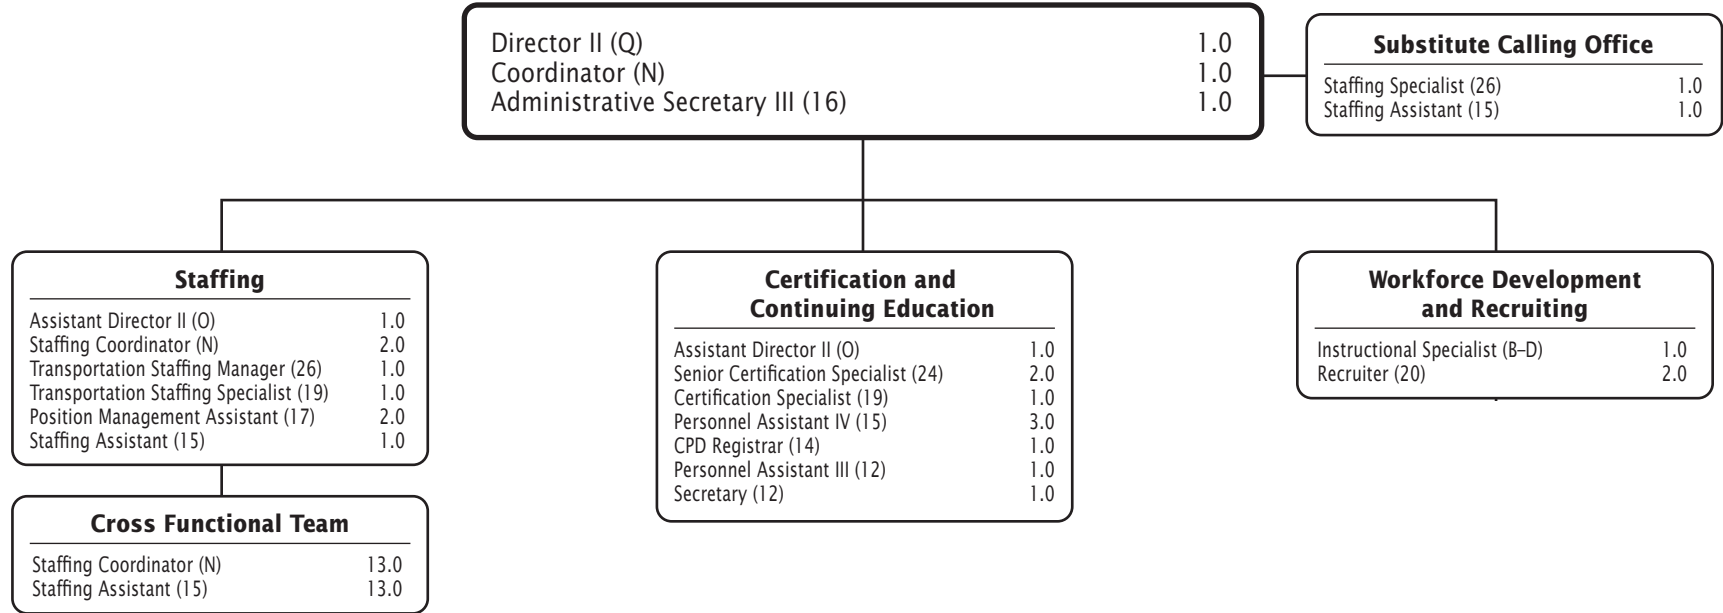 Director II (Q) 1.0
Coordinator (N) 1.0
Administrative Secretary III (16) 1.0
Substitute Calling Office
Staffing Specialist (26) 1.0
Staffing Assistant (15) 1.0
Staffing
Assistant Director II (O) 1.0
Staffing Coordinator (N) 2.0
Transportation Staffing Manager (26) 1.0
Transportation Staffing Specialist (19) 1.0
Position Management Assistant (17) 2.0
Staffing Assistant (15) 1.0
Cross Functional Team
Staffing Coordinator (N) 13.0
Staffing Assistant (15) 13.0
Certification and
Continuing Education
Assistant Director II (O) 1.0
Senior Certification Specialist (24) 2.0
Certification Specialist (19) 1.0
Personnel Assistant IV (15) 3.0
CPD Registrar (14) 1.0
Personnel Assistant III (12) 1.0
Secretary (12) 1.0
Workforce Development
and Recruiting
Instructional Specialist (B–D) 1.0
Recruiter (20) 2.0